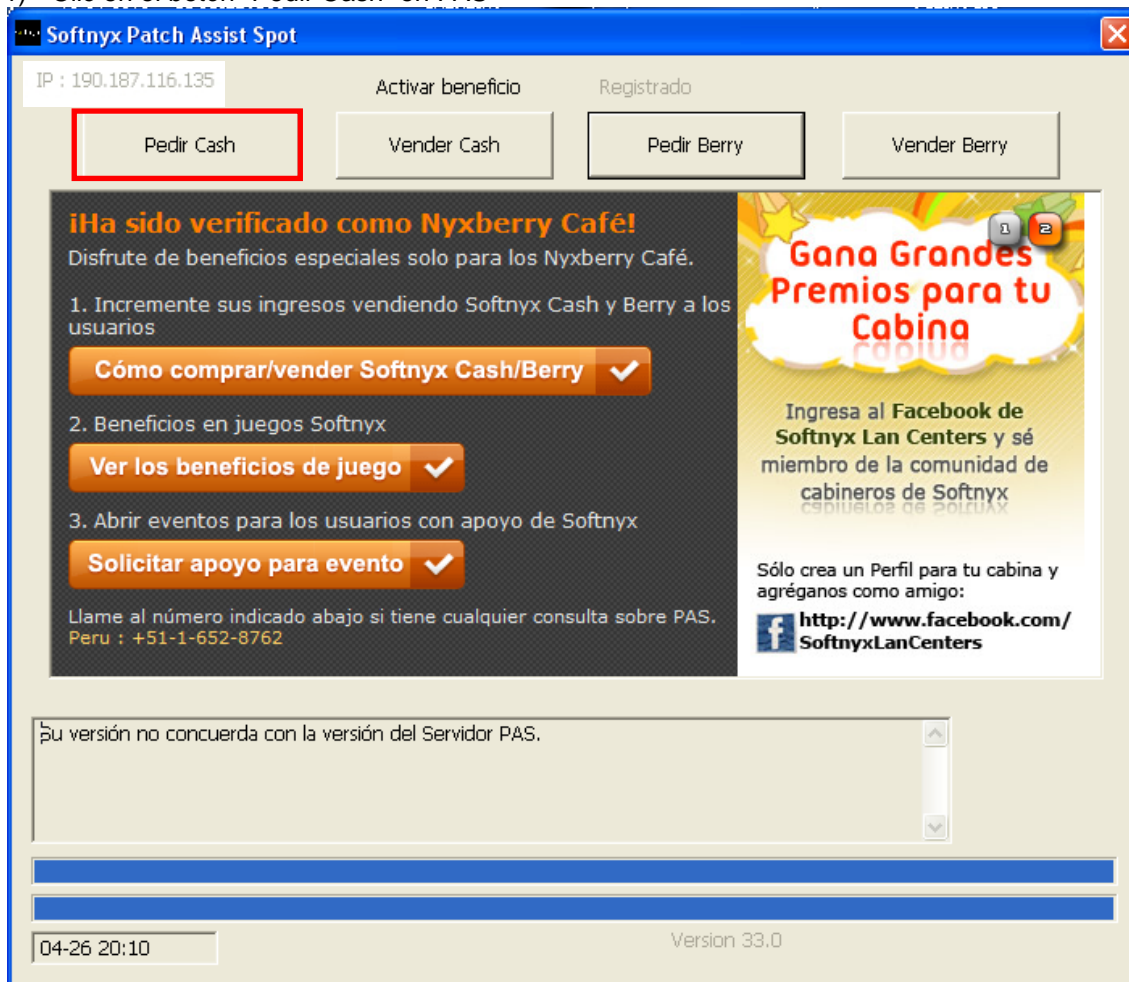 Softnyx Patch Assist Spot
IP : 190.187.116.135
Activar beneficio
Registrado
Pedir Cash
Vender Cash
Pedir Berry
Vender Berry
¡Ha sido verificado como Nyxberry Café!
Disfrute de beneficios especiales solo para los Nyxberry Café.
1. Incremente sus ingresos vendiendo Softnyx Cash y Berry a los
usuarios
Cómo comprar/vender Softnyx Cash/Berry
2. Beneficios en juegos Softnyx
Ver los beneficios de juego
3. Abrir eventos para los usuarios con apoyo de Softnyx
Solicitar apoyo para evento
Llame al número indicado abajo si tiene cualquier consulta sobre PAS.
Peru : +51-1-652-8762
1 2
Gana Grandes
Premios para tu
Cabina
Ingresa al Facebook de
Softnyx Lan Centers y sé
miembro de la comunidad de
cabineros de Softnyx
Sólo crea un Perfil para tu cabina y
agréganos como amigo:
http://www.facebook.com/
SoftnyxLanCenters
Su versión no concuerda con la versión del Servidor PAS.
04-26 20:10
Version 33.0